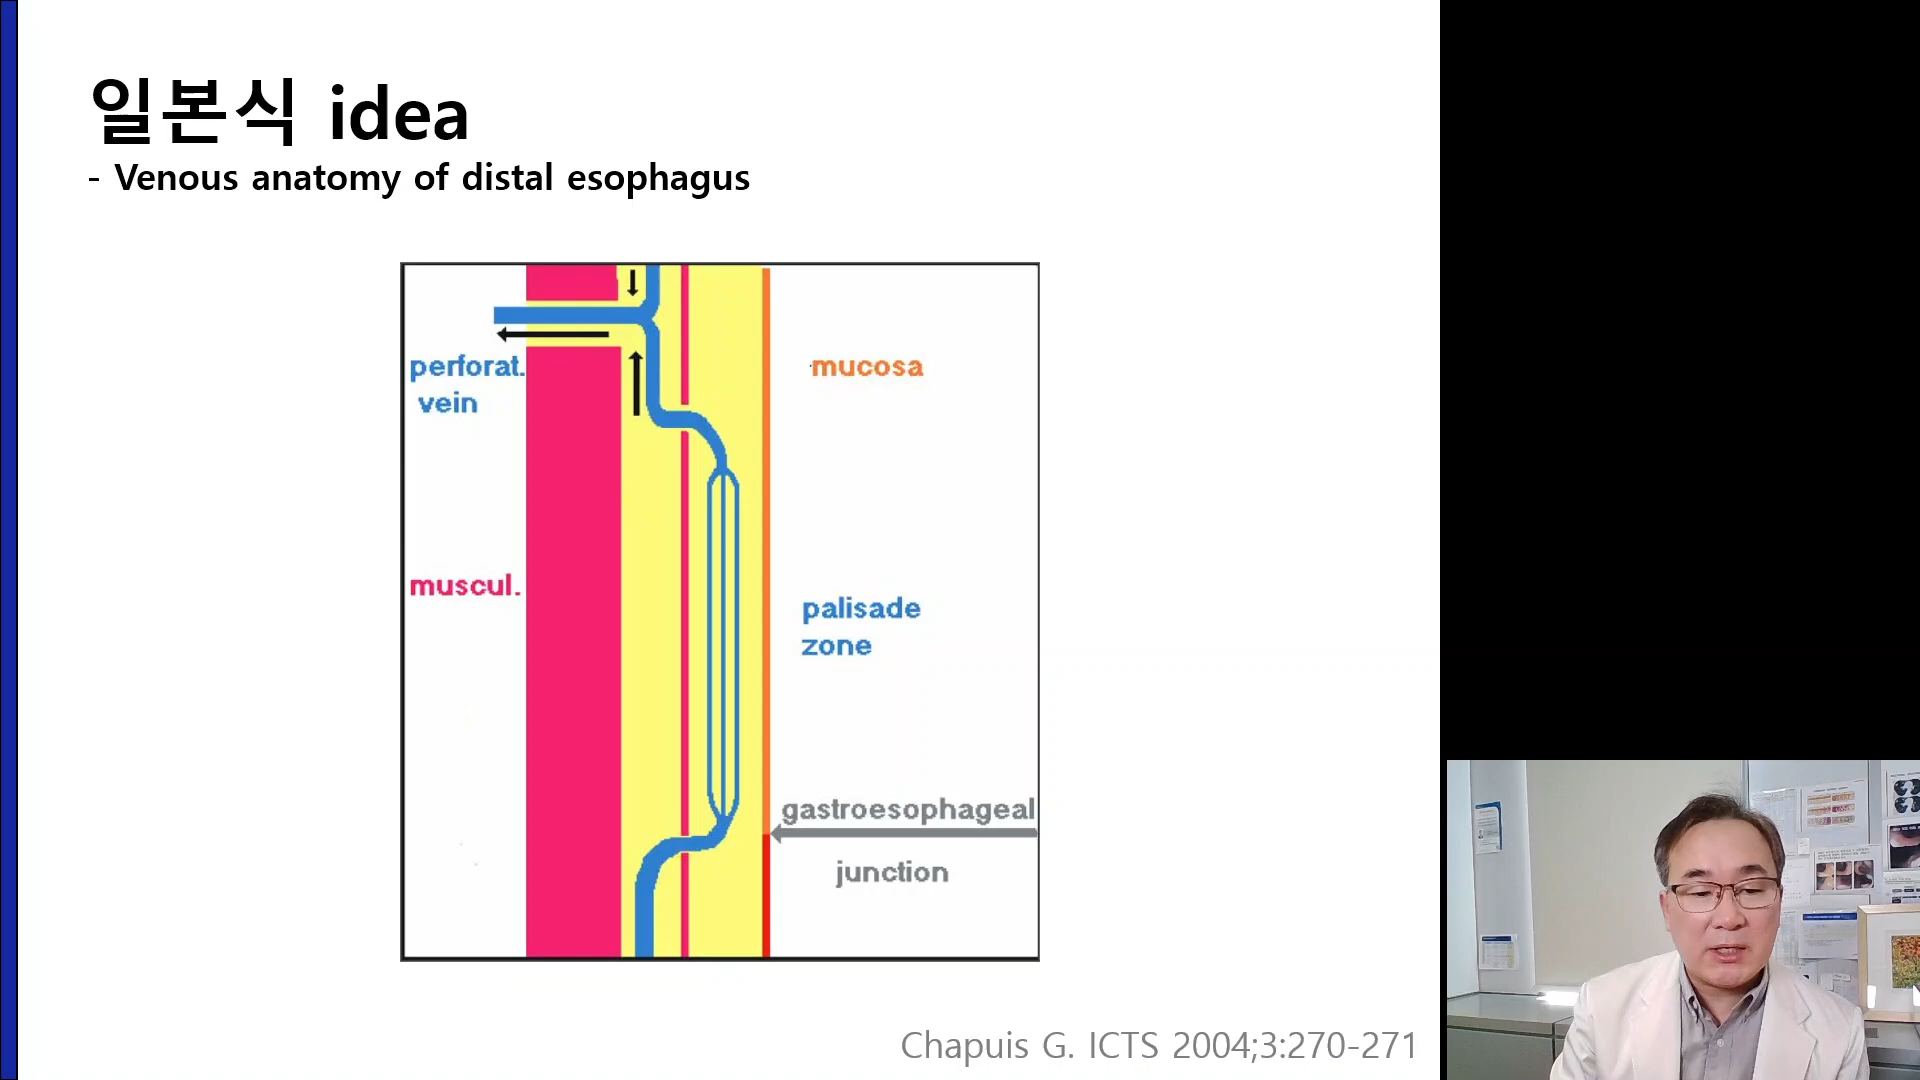 일본식 idea
- Venous anatomy of distal esophagus
perforat.
vein
mucosa
muscul.
palisade
zone
gastroesophageal
junction
Chapuis G. ICTS 2004;3:270-271